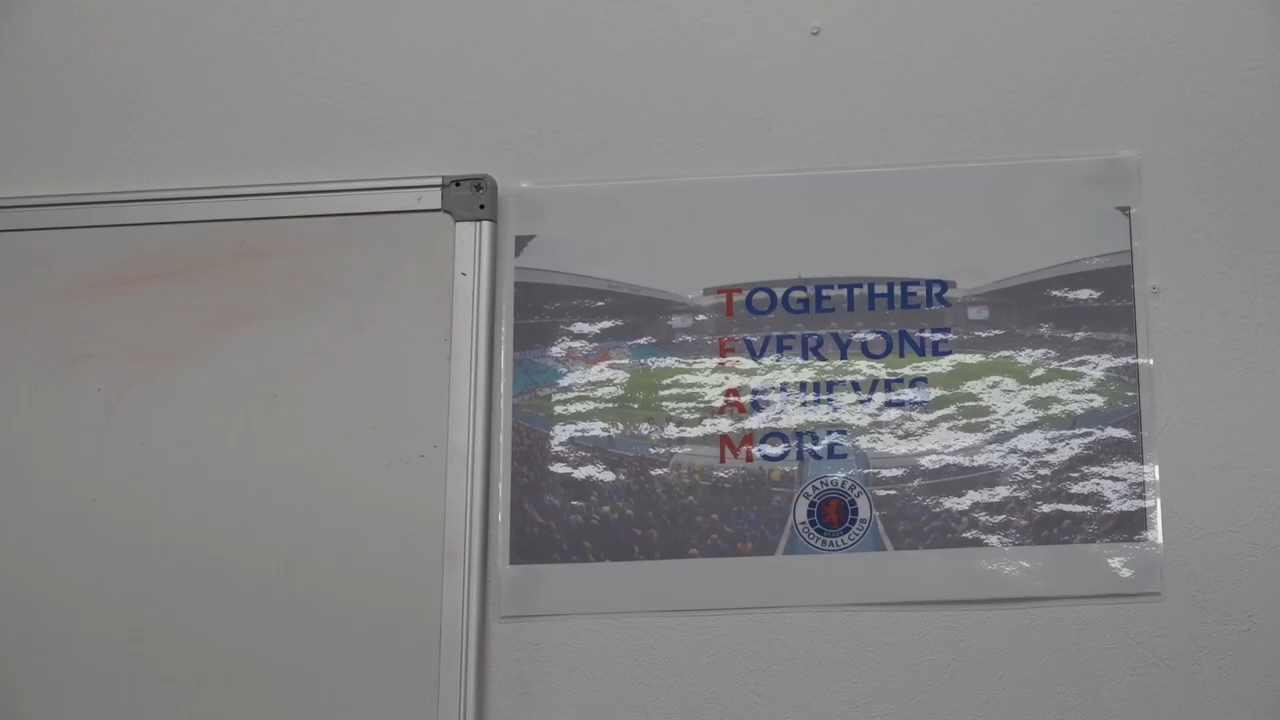 TOGETHER
EVERYONE
ACHIEVES
MORE
RANGERS
FOOTBALL CLUB